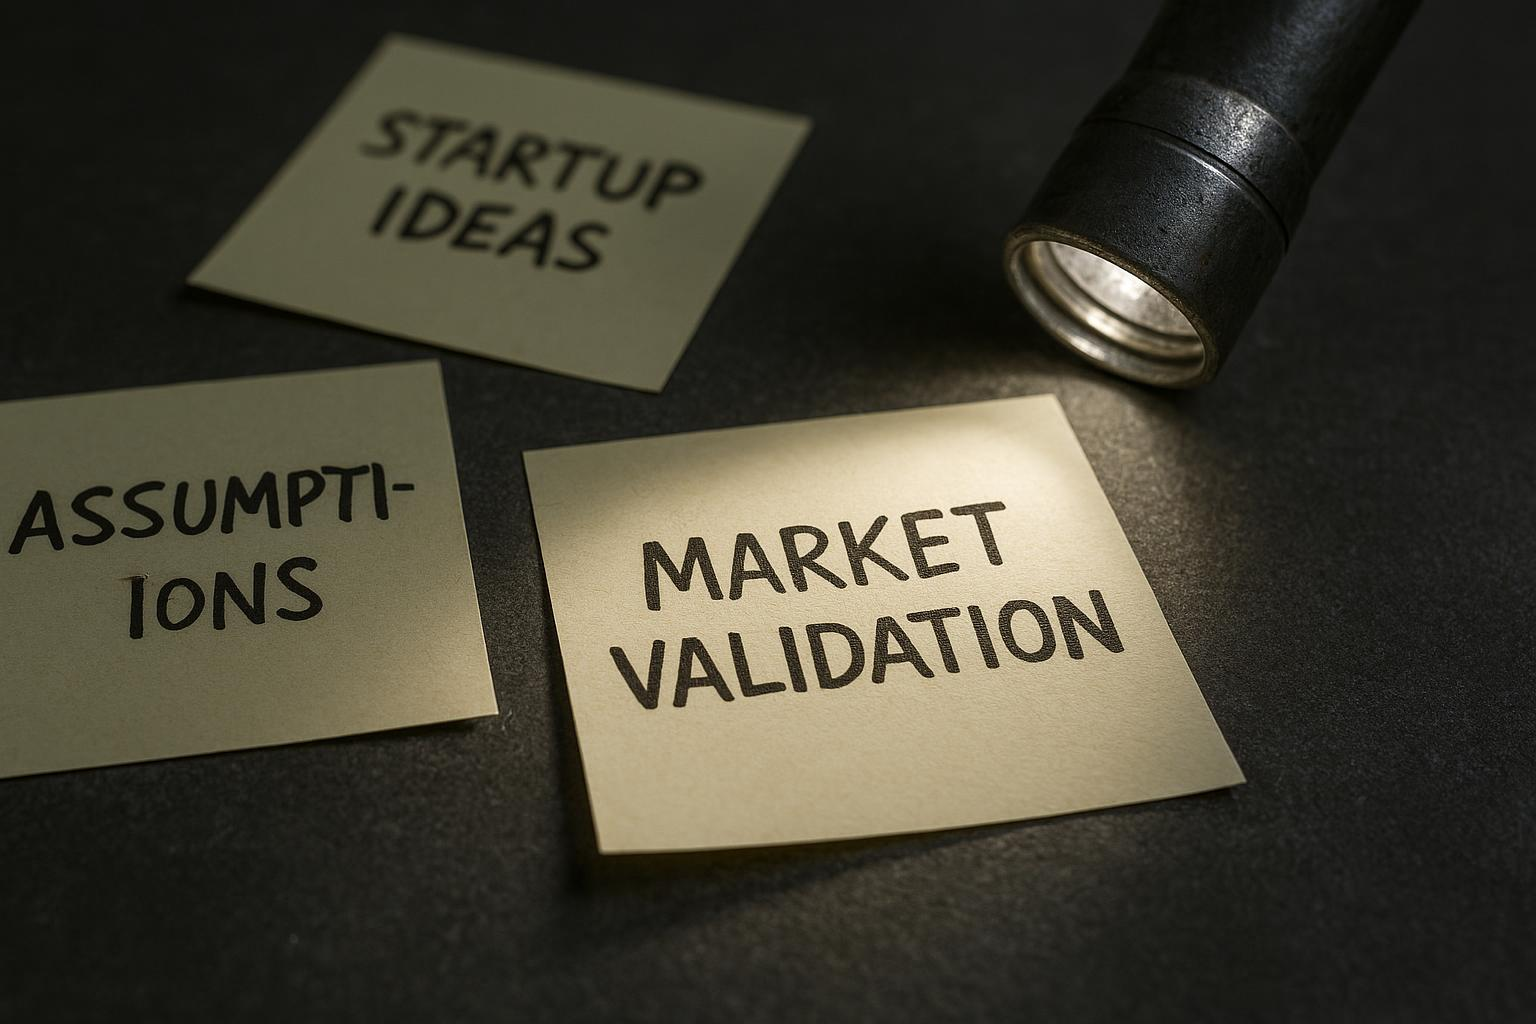 STARTUP
IDEAS
ASSUMPTI-
IONS
MARKET
VALIDATION